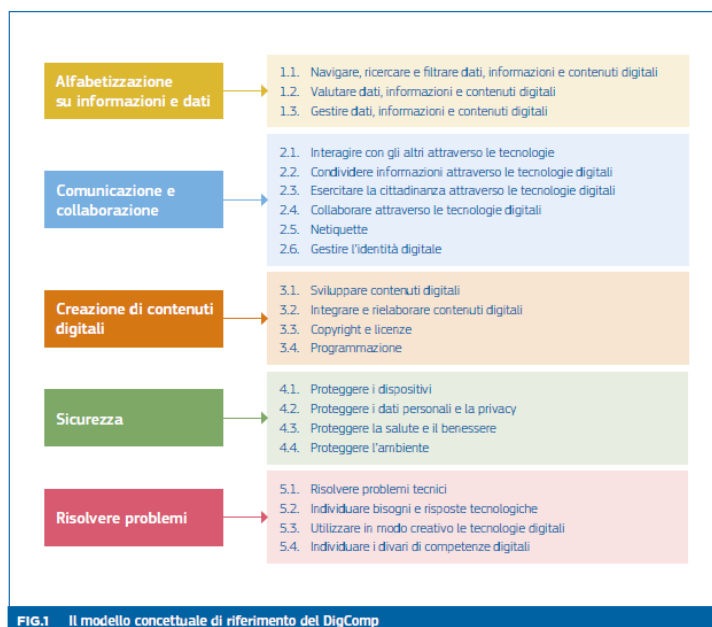 Alfabetizzazione
su informazioni e dati
1.1. Navigare, ricercare e filtrare dati, informazioni e contenuti digitali
1.2. Valutare dati, informazioni e contenuti digitali
1.3. Gestire dati, informazioni e contenuti digitali
Comunicazione e
collaborazione
2.1. Interagire con gli altri attraverso le tecnologie
2.2. Condividere informazioni attraverso le tecnologie digitali
2.3. Esercitare la cittadinanza attraverso le tecnologie digitali
2.4. Collaborare attraverso le tecnologie digitali
2.5. Netiquette
2.6. Gestire l'identità digitale
Creazione di contenuti
digitali
3.1. Sviluppare contenuti digitali
3.2. Integrare e rielaborare contenuti digitali
3.3. Copyright e licenze
3.4. Programmazione
Sicurezza
4.1. Proteggere i dispositivi
4.2. Proteggere i dati personali e la privacy
4.3. Proteggere la salute e il benessere
4.4. Proteggere l'ambiente
Risolvere problemi
5.1. Risolvere problemi tecnici
5.2. Individuare bisogni e risposte tecnologiche
5.3. Utilizzare in modo creativo le tecnologie digitali
5.4. Individuare i divari di competenze digitali
FIG.1 Il modello concettuale di riferimento del DigComp